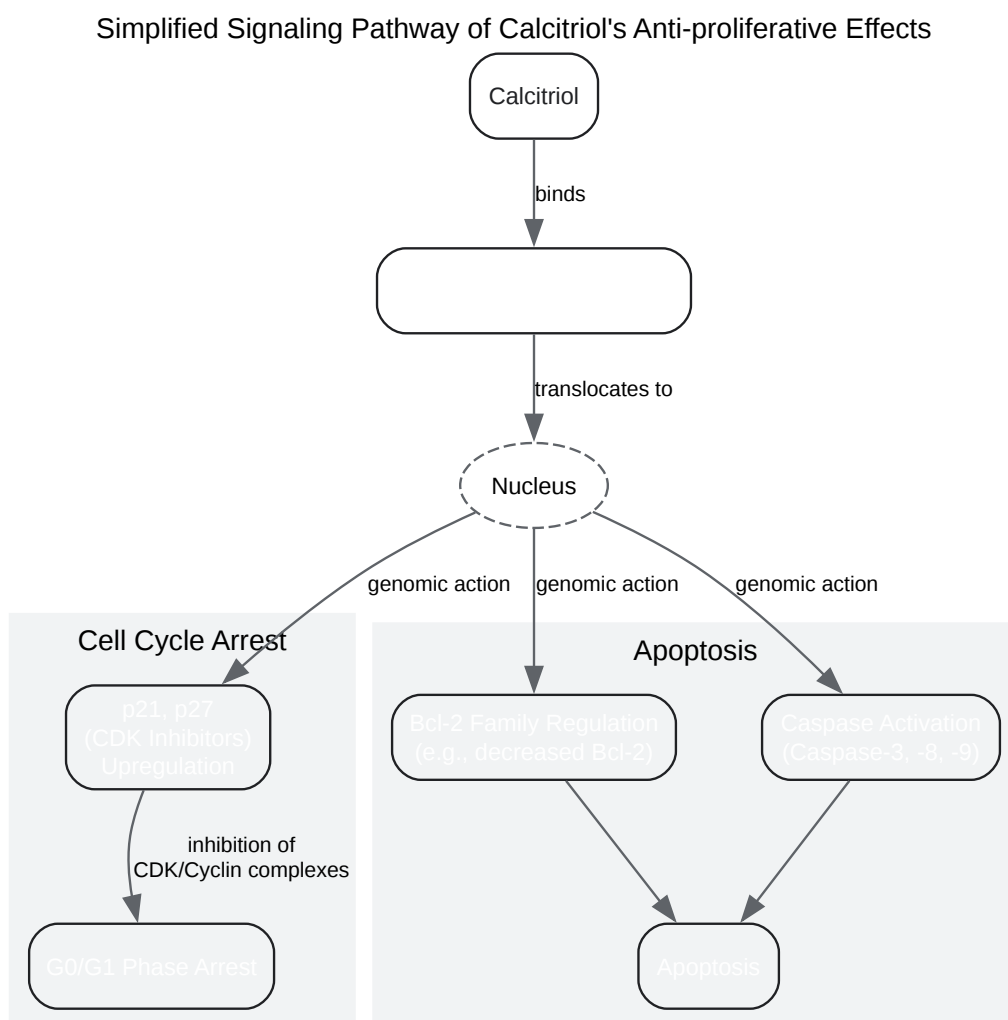 Simplified Signaling Pathway of Calcitriol's Anti-proliferative Effects
Calcitriol
binds
translocates to
Nucleus
genomic action
genomic action
genomic action
Cell Cycle Arrest
Apoptosis
p21, p27
(CDK Inhibitors)
Upregulation
Bcl-2 Family Regulation
(e.g., decreased Bcl-2)
Caspase Activation
(Caspase-3, -8, -9)
inhibition of
CDK/Cyclin complexes
G0/G1 Phase Arrest
Apoptosis